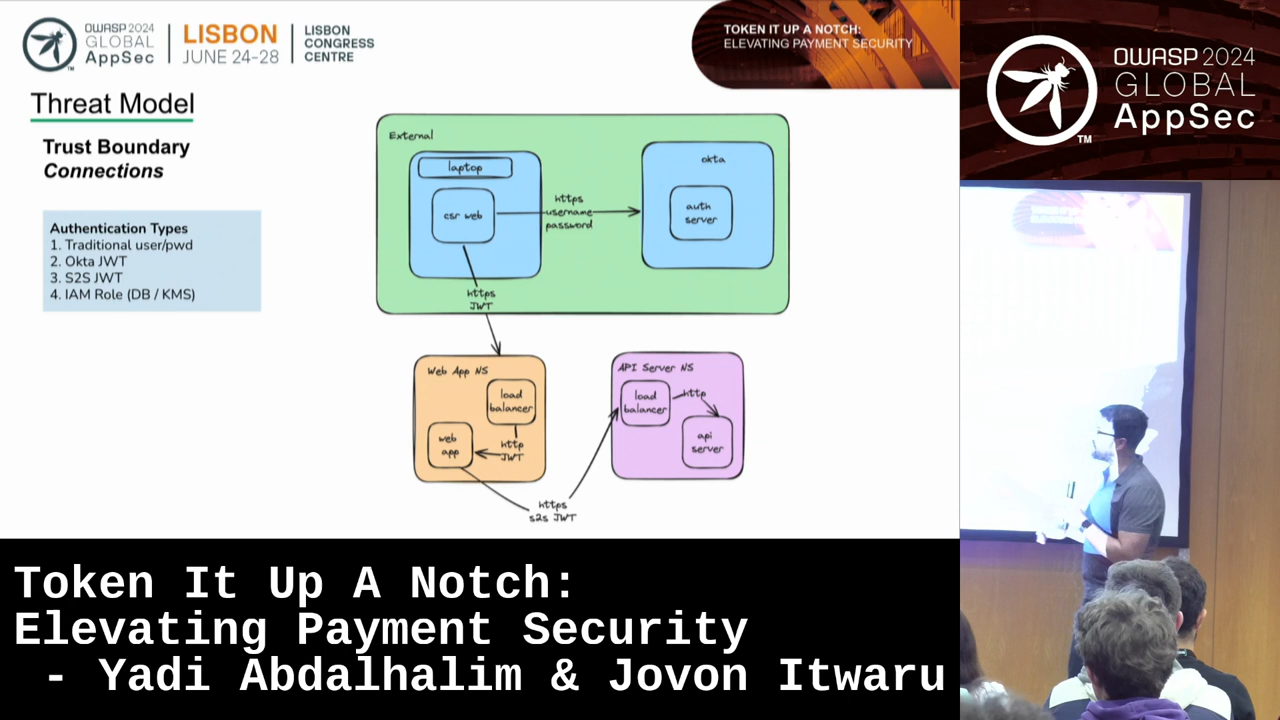 OWASP 2024
GLOBAL
AppSec
TM
LISBON
JUNE 24-28
LISBON
CONGRESS
CENTRE
TOKEN IT UP A NOTCH:
ELEVATING PAYMENT SECURITY
OWASP 2024
GLOBAL
AppSec
TM
Threat Model
Trust Boundary
Connections
Authentication Types
1. Traditional user/pwd
2. Okta JWT
3. S2S JWT
4. IAM Role (DB / KMS)
External
laptop
csr web
https
username
password
okta
auth
server
https
JWT
Web App NS
load
balancer
http
JWT
web
app
API Server NS
load
balancer
http
api
server
https
s2s JWT
Token It Up A Notch:
Elevating Payment Security
- Yadi Abdalhalim & Jovon Itwaru